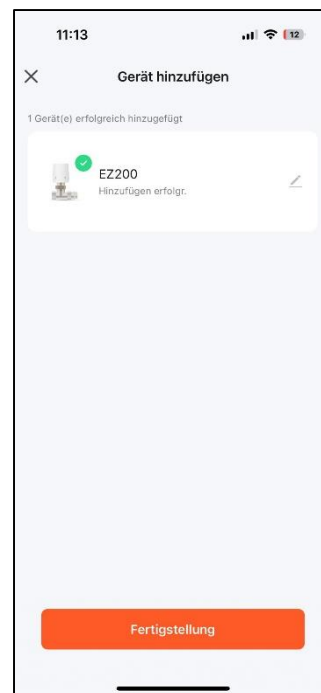 11:13
12
Gerät hinzufügen
1 Gerät(e) erfolgreich hinzugefügt
EZ200
Hinzufügen erfolgr.
Fertigstellung